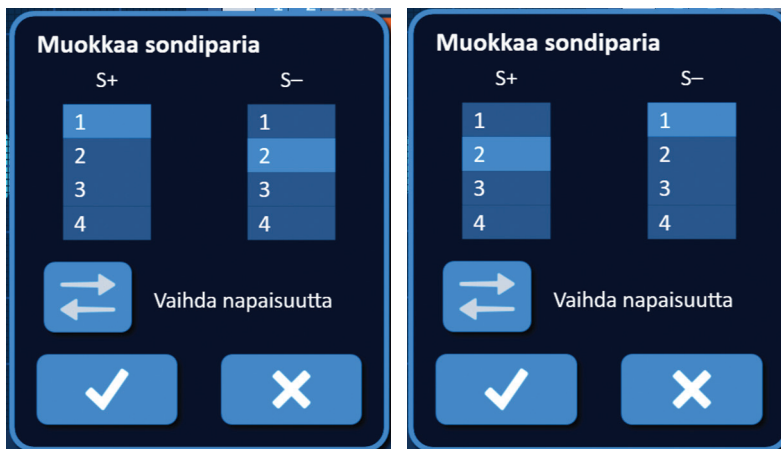 Muokkaa sondiparia
S+ S–
1 1
2 2
3 3
4 4
Vaihda napaisuutta
Muokkaa sondiparia
S+ S–
1 1
2 2
3 3
4 4
Vaihda napaisuutta